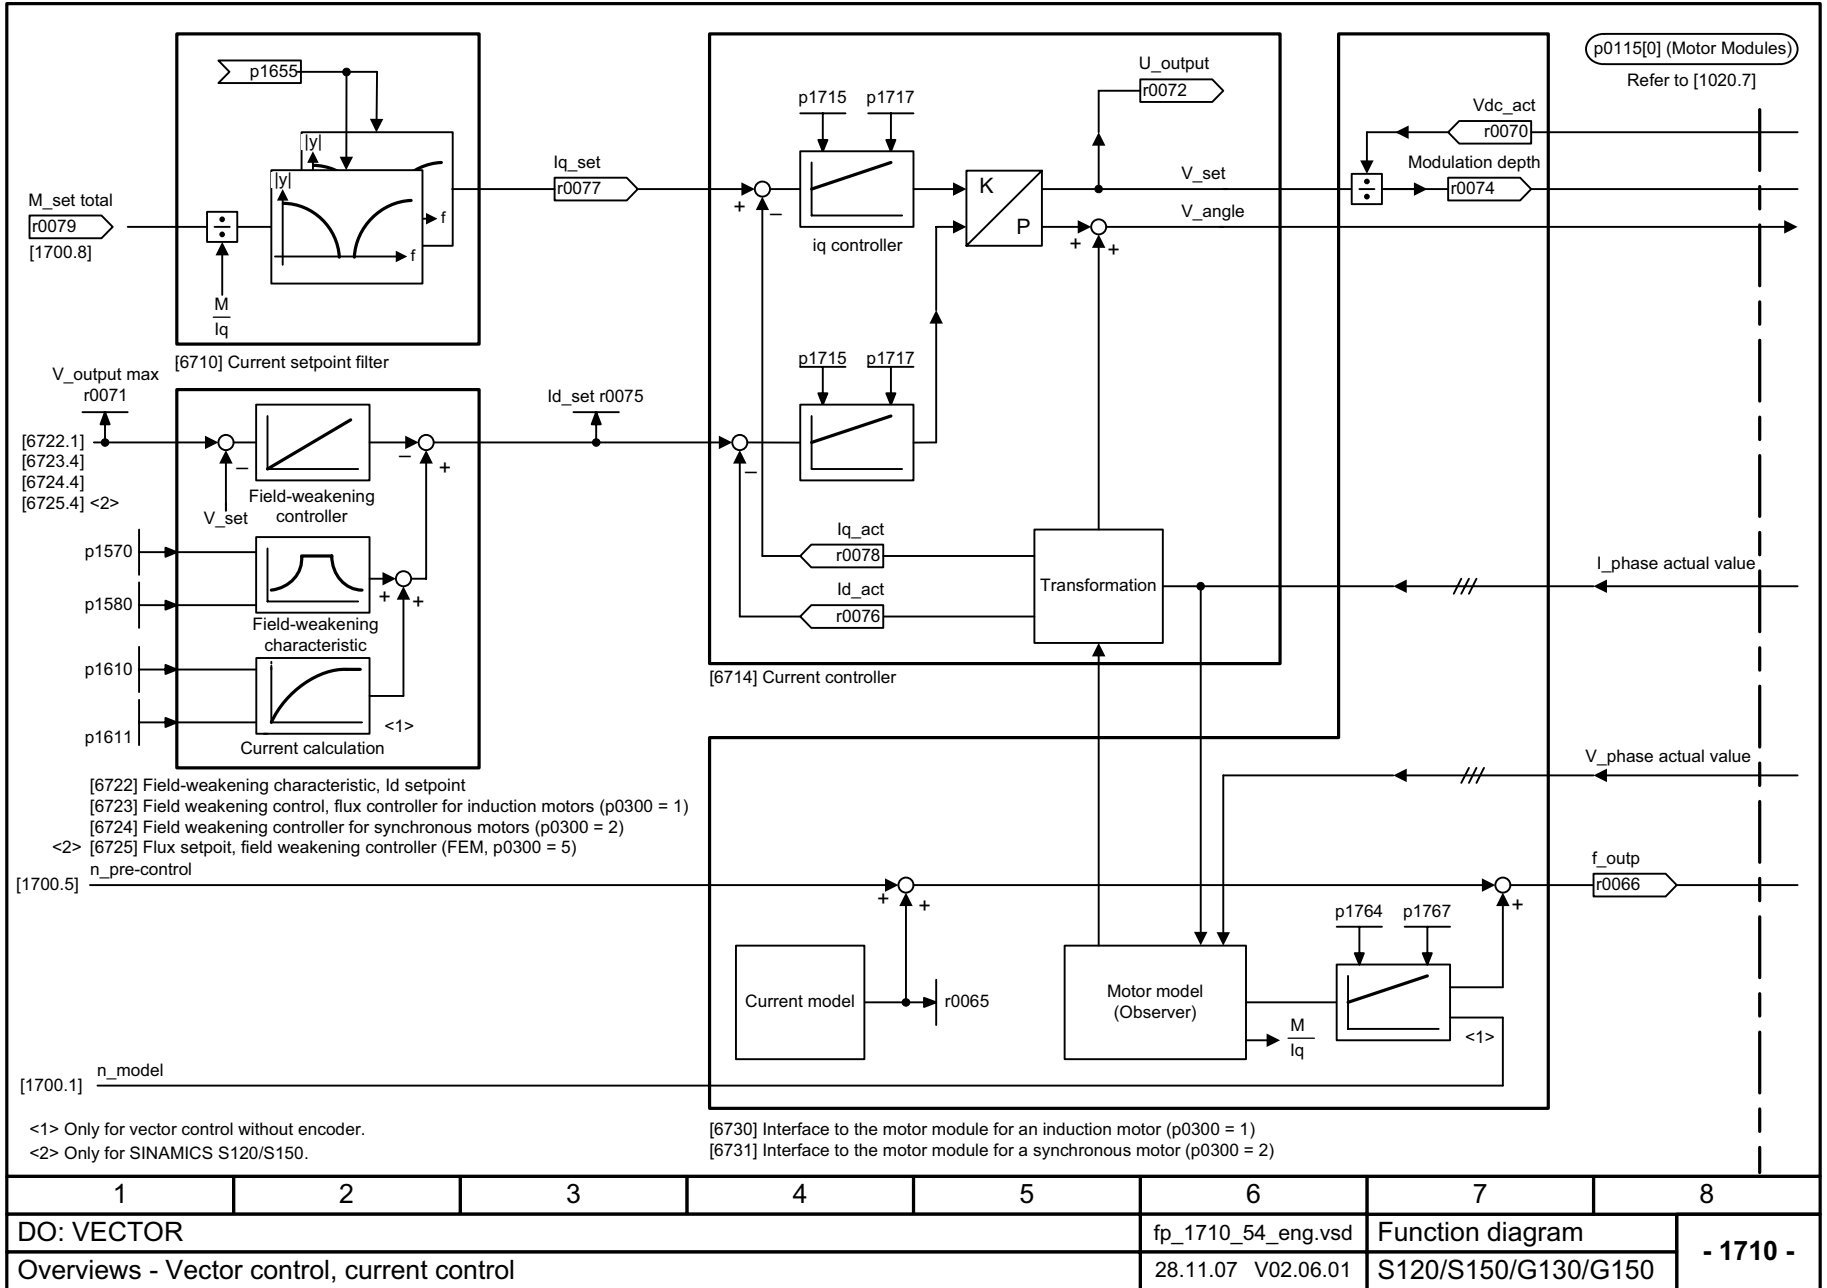 p1655
|y|
|y|
f
f
M_set total
r0079
[1700.8]
÷
M
Iq
[6710] Current setpoint filter
Iq_set
r0077
p1715 p1717
+
–
iq controller
K
P
U_output
r0072
V_set
V_angle
+
+
p0115[0] (Motor Modules)
Refer to [1020.7]
Vdc_act
r0070
Modulation depth
÷
r0074
V_output max
r0071
[6722.1]
[6723.4]
[6724.4]
[6725.4] <2>
–
V_set
Field-weakening
controller
–
+
Id_set r0075
p1715 p1717
–
p1570
p1580
Field-weakening
characteristic
+
+
p1610
p1611
<1>
Current calculation
Iq_act
r0078
Id_act
r0076
Transformation
I_phase actual value
[6714] Current controller
V_phase actual value
[6722] Field-weakening characteristic, Id setpoint
[6723] Field weakening control, flux controller for induction motors (p0300 = 1)
[6724] Field weakening controller for synchronous motors (p0300 = 2)
<2> [6725] Flux setpoit, field weakening controller (FEM, p0300 = 5)
[1700.5] n_pre-control
+
+
f_outp
r0066
p1764 p1767
+
Current model
r0065
Motor model
(Observer)
M
Iq
<1>
[1700.1] n_model
<1> Only for vector control without encoder.
<2> Only for SINAMICS S120/S150.
[6730] Interface to the motor module for an induction motor (p0300 = 1)
[6731] Interface to the motor module for a synchronous motor (p0300 = 2)
1 2 3 4 5 6 7 8
DO: VECTOR
fp_1710_54_eng.vsd
Function diagram
- 1710 -
Overviews - Vector control, current control
28.11.07 V02.06.01
S120/S150/G130/G150